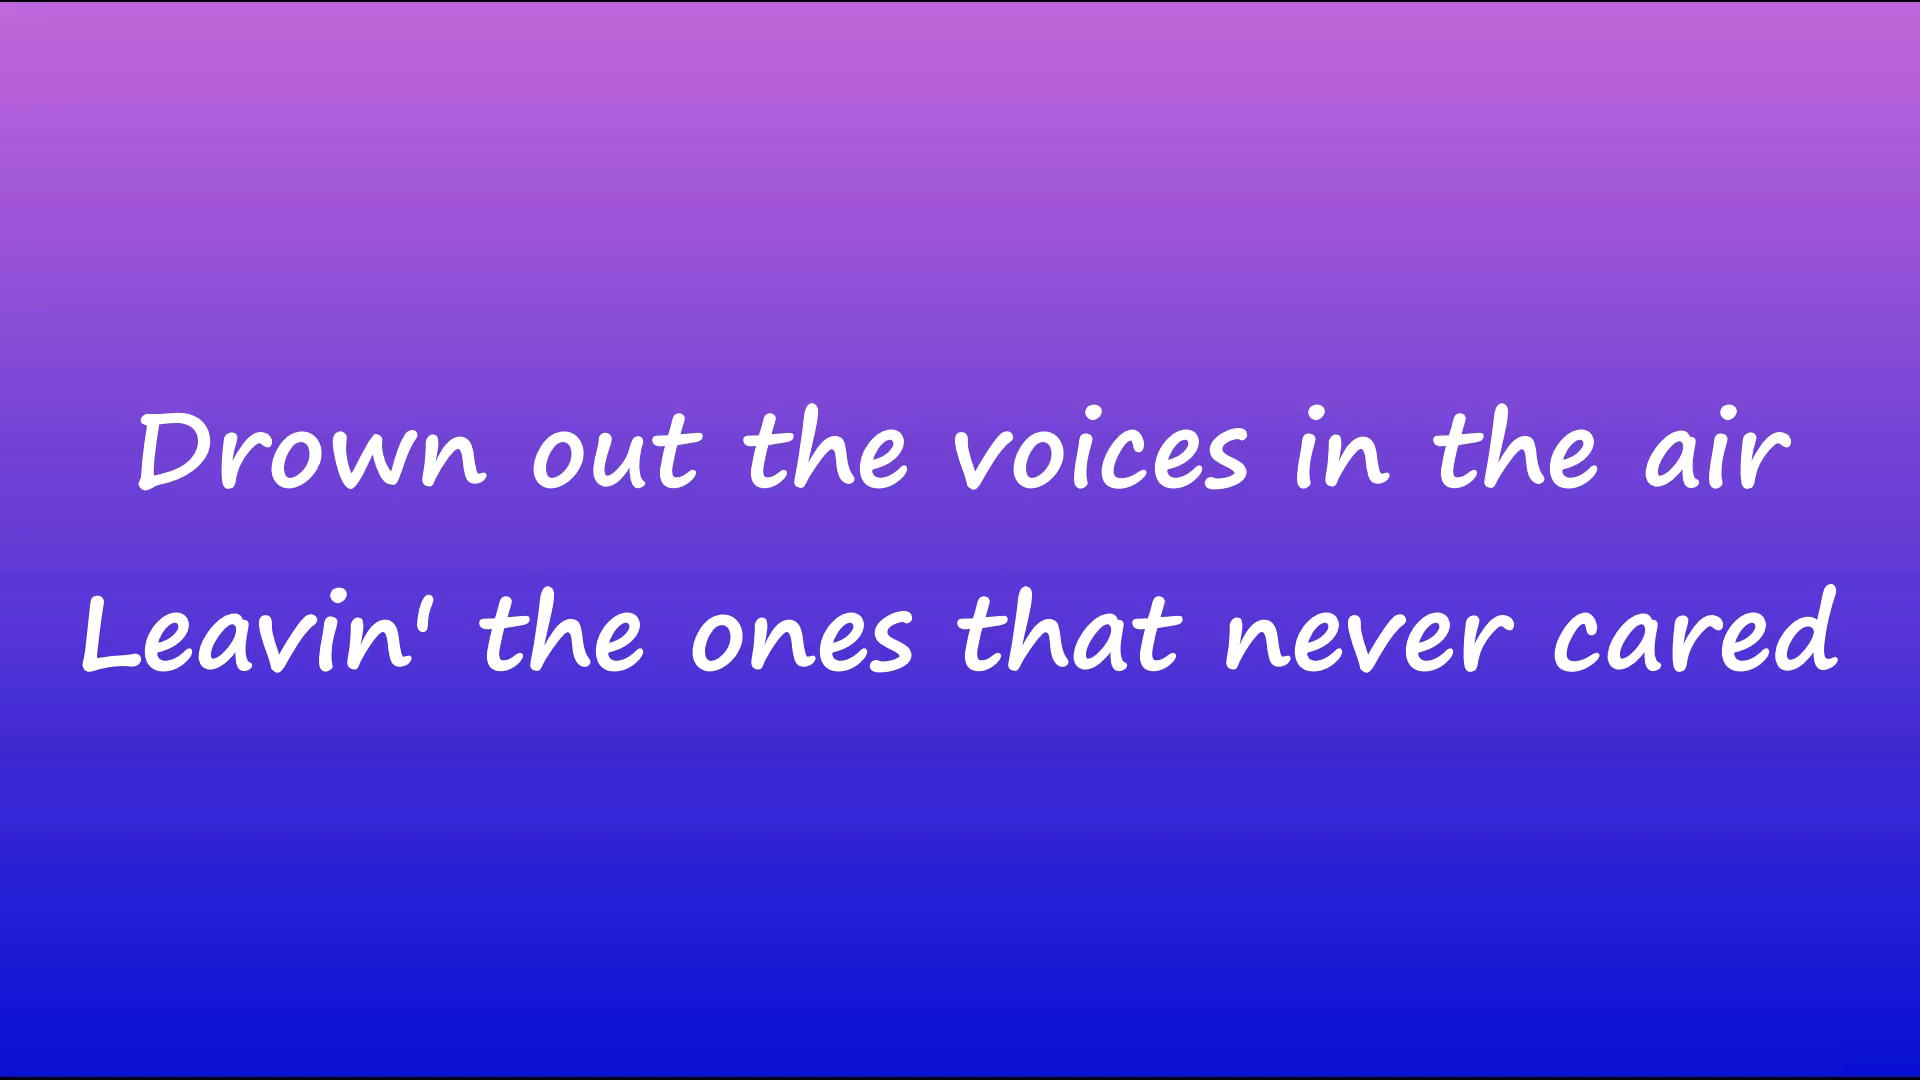 Drown out the voices in the air
Leavin' the ones that never cared